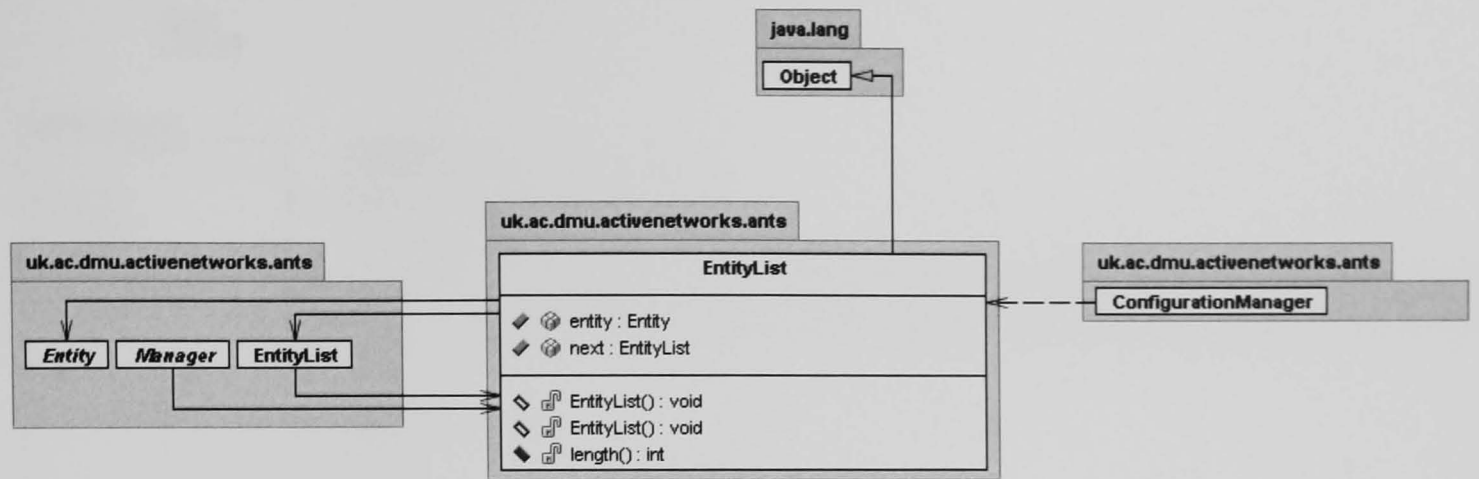 java.lang
Object
uk.ac.dmu.activenetworks.ants
EntityList
entity : Entity
next : EntityList
EntityList() : void
EntityList() : void
length() : int
uk.ac.dmu.activenetworks.ants
Entity
Manager
EntityList
uk.ac.dmu.activenetworks.ants
ConfigurationManager